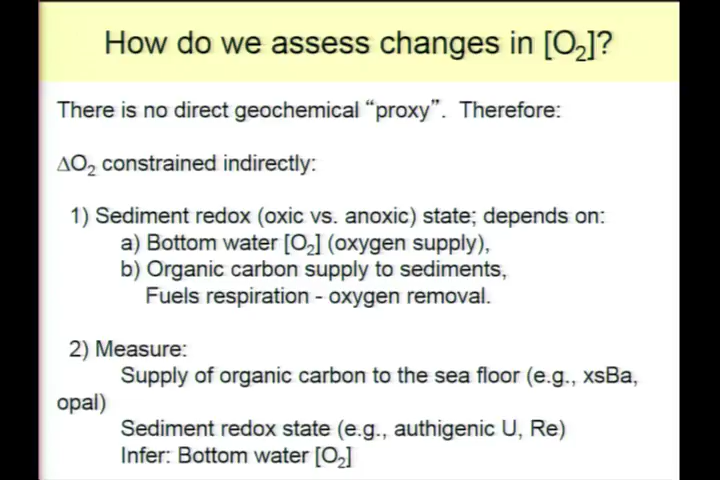 How do we assess changes in [O₂]?
There is no direct geochemical “proxy”. Therefore:
ΔO₂ constrained indirectly:
1) Sediment redox (oxic vs. anoxic) state; depends on:
a) Bottom water [O₂] (oxygen supply),
b) Organic carbon supply to sediments,
Fuels respiration - oxygen removal.
2) Measure:
Supply of organic carbon to the sea floor (e.g., xsBa,
opal)
Sediment redox state (e.g., authigenic U, Re)
Infer: Bottom water [O₂]